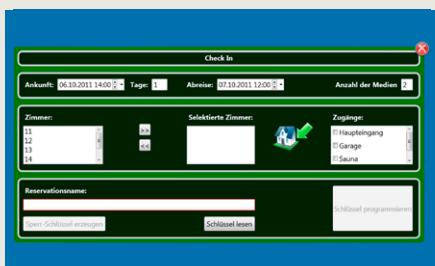 Check In
Ankunft: 06.10.2011 14:00 Tage: 1 Abreise: 07.10.2011 12:00 Anzahl der Medien 2
Zimmer: Selektierte Zimmer: Zugänge:
11 >> Haupteingang
12 << Garage
13 Sauna
14
Reservationsname:
Schlüssel programmieren
Sperr-Schlüssel erzeugen Schlüssel lesen